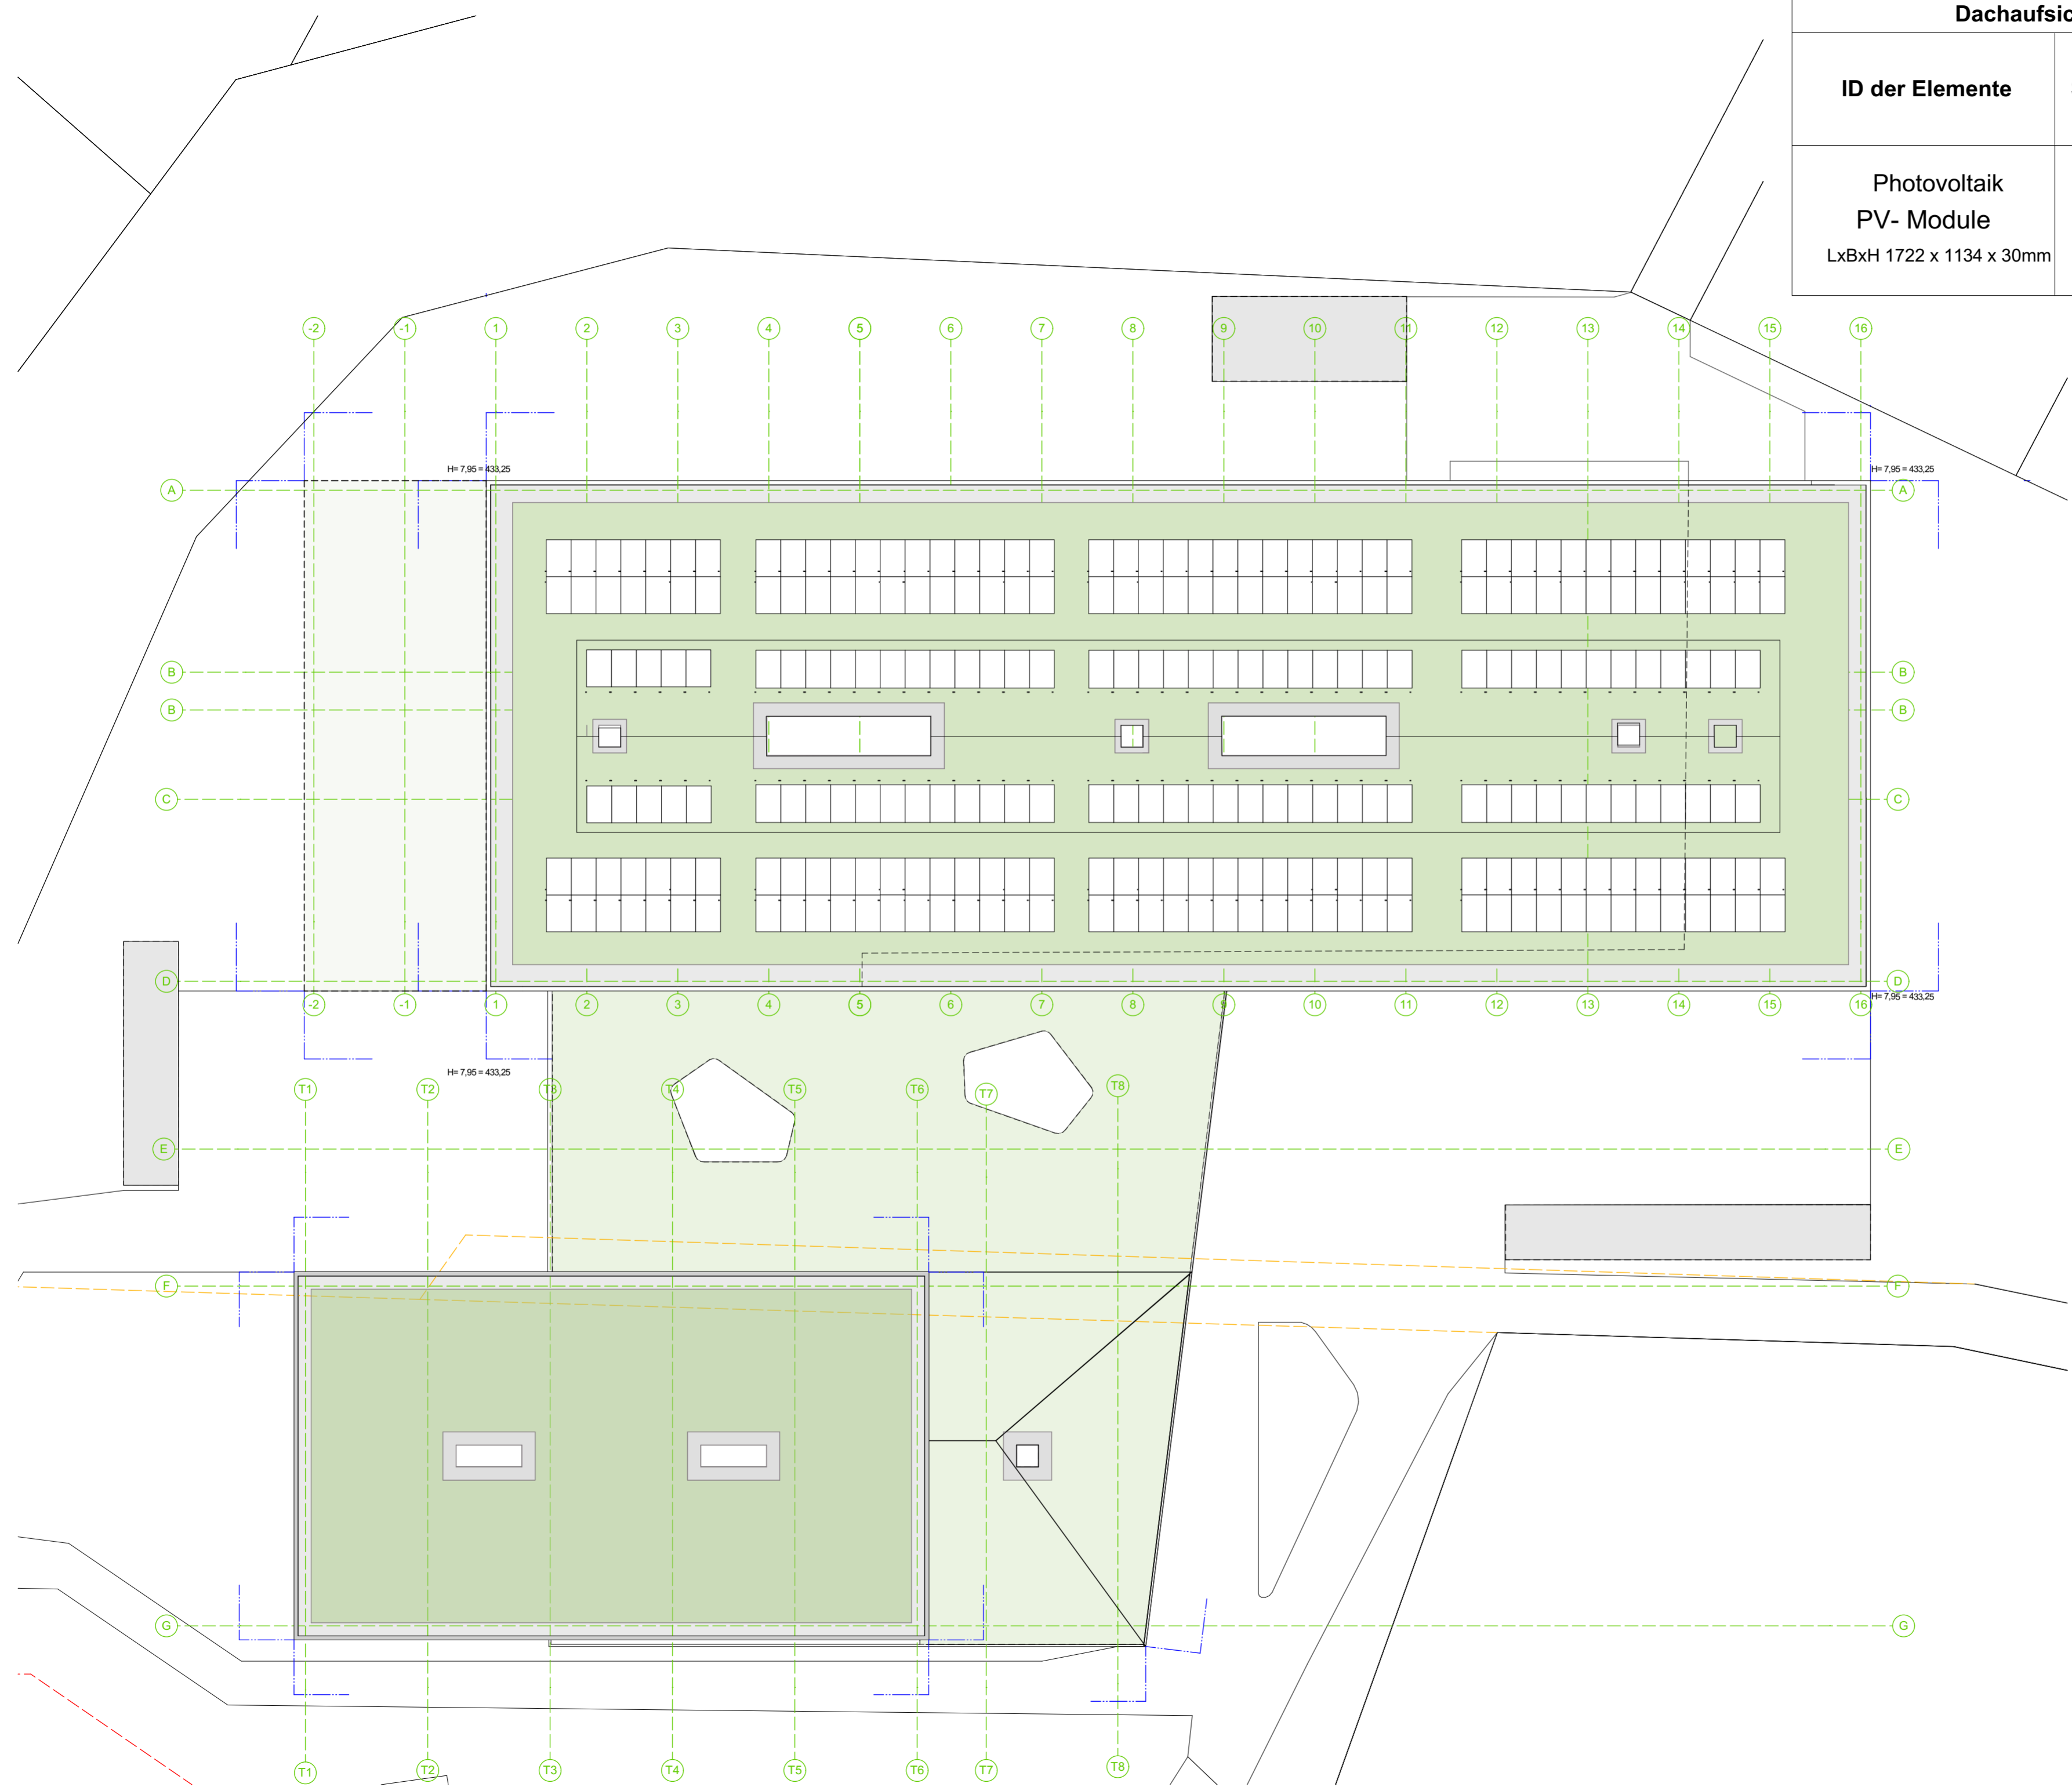 Dachaufsic
ID der Elemente
Photovoltaik
PV- Module
LxBxH 1722 x 1134 x 30mm
-2 -1 1 2 3 4 5 6 7 8 9 10 11 12 13 14 15 16
H= 7,95 = 433,25 H= 7,95 = 433,25
A A
B B
B B
C C
D D
-2 -1 1 2 3 4 5 6 7 8 9 10 11 12 13 14 15 16
H= 7,95 = 433,25
H= 7,95 = 433,25
T1 T2 T3 T4 T5 T6 T7 T8
E E
F F
G G
T1 T2 T3 T4 T5 T6 T7 T8